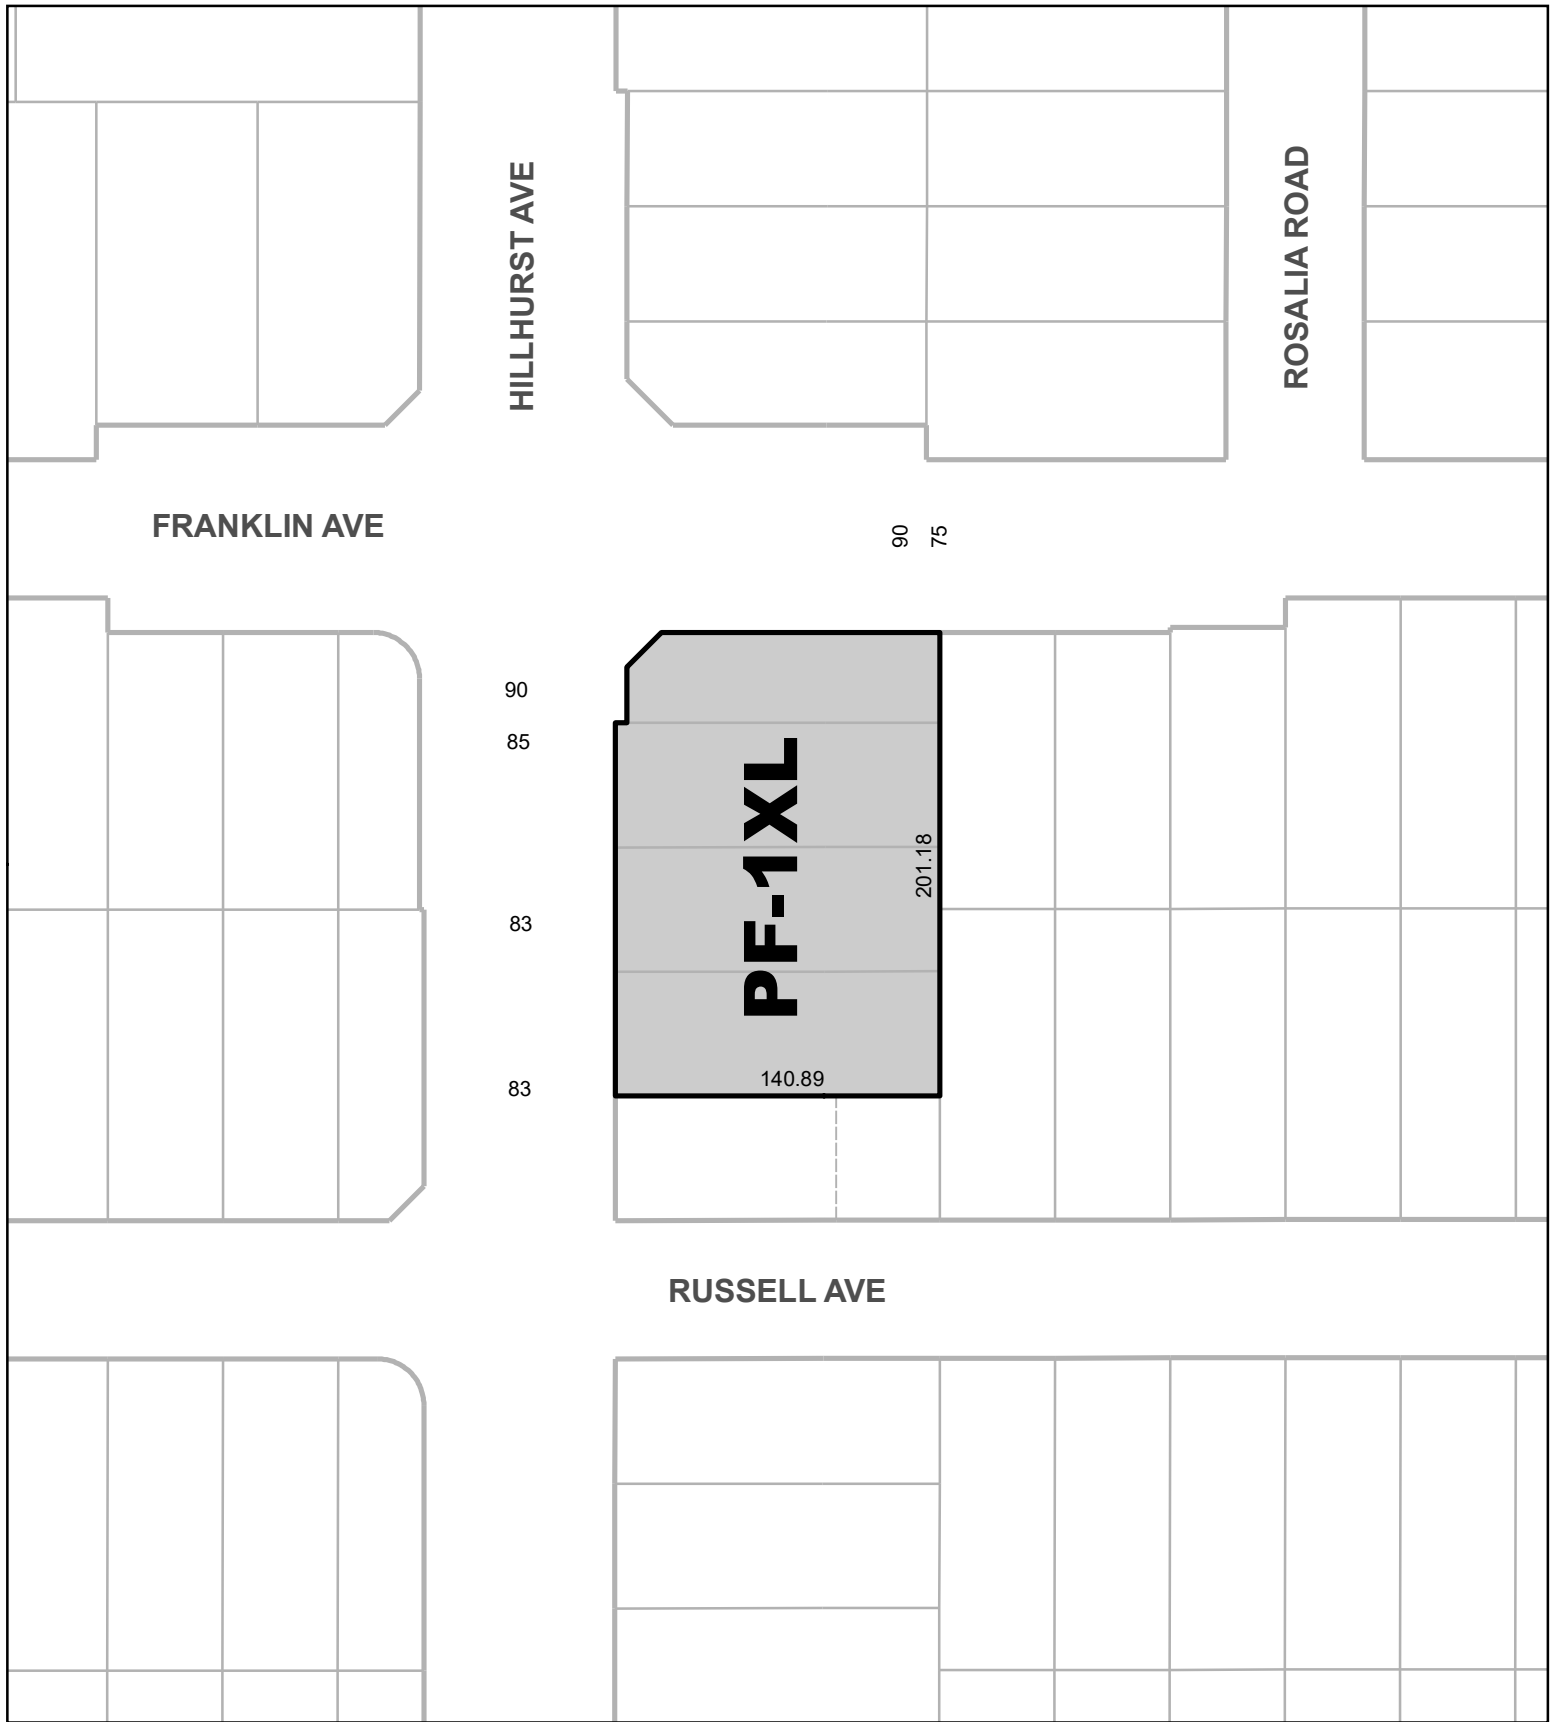 HILLHURST AVE
ROSALIA ROAD
FRANKLIN AVE
90
75
90
85
PF-1XL
201.18
83
140.89
83
RUSSELL AVE